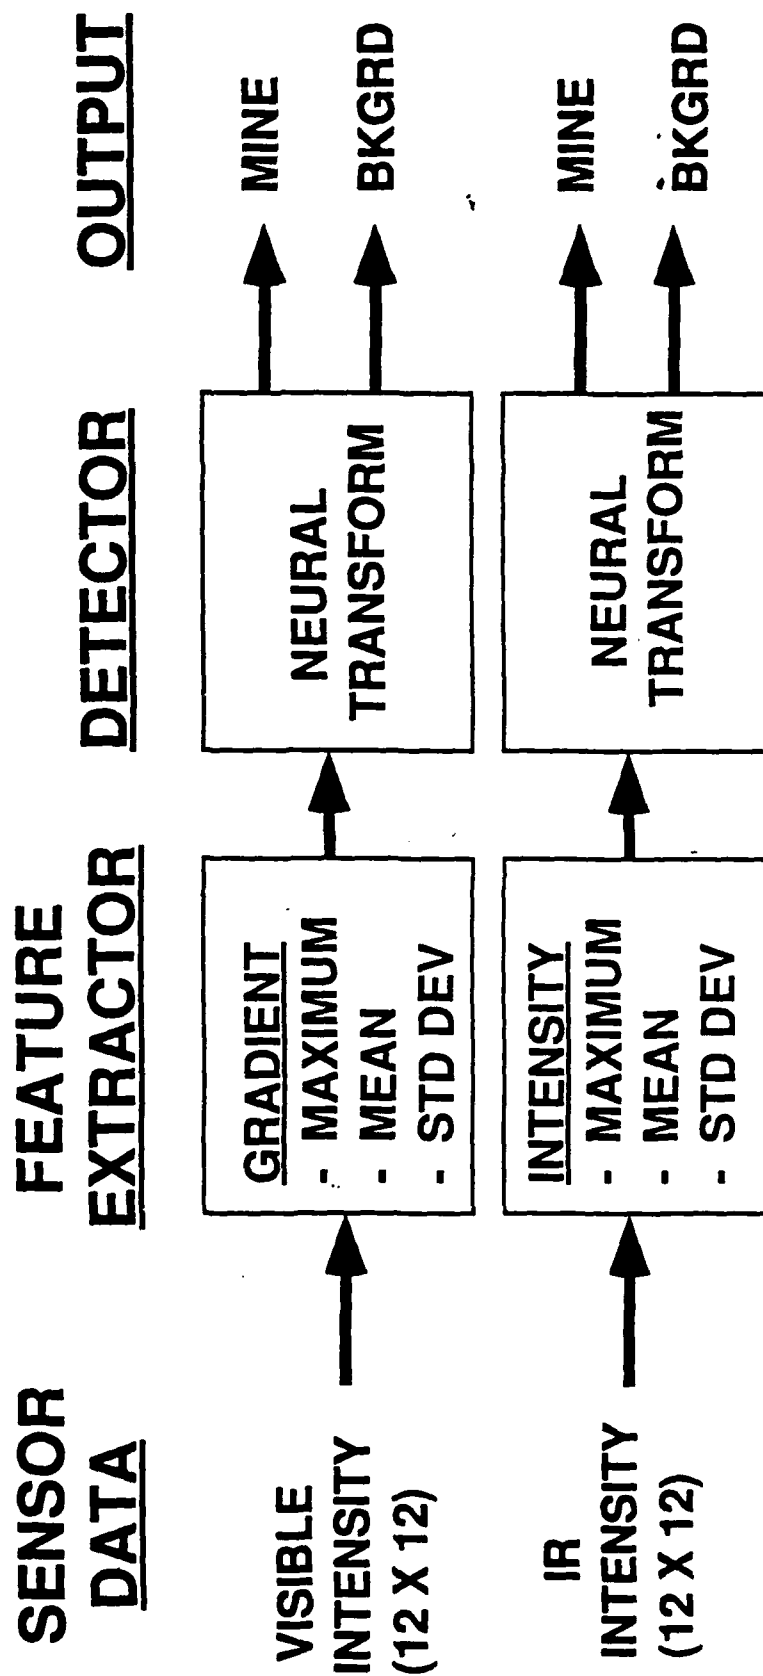 SENSOR
DATA
FEATURE
EXTRACTOR
DETECTOR
OUTPUT
VISIBLE
INTENSITY
(12 X 12)
GRADIENT
- MAXIMUM
- MEAN
- STD DEV
NEURAL
TRANSFORM
MINE
BKGRD
IR
INTENSITY
(12 X 12)
INTENSITY
- MAXIMUM
- MEAN
- STD DEV
NEURAL
TRANSFORM
MINE
BKGRD